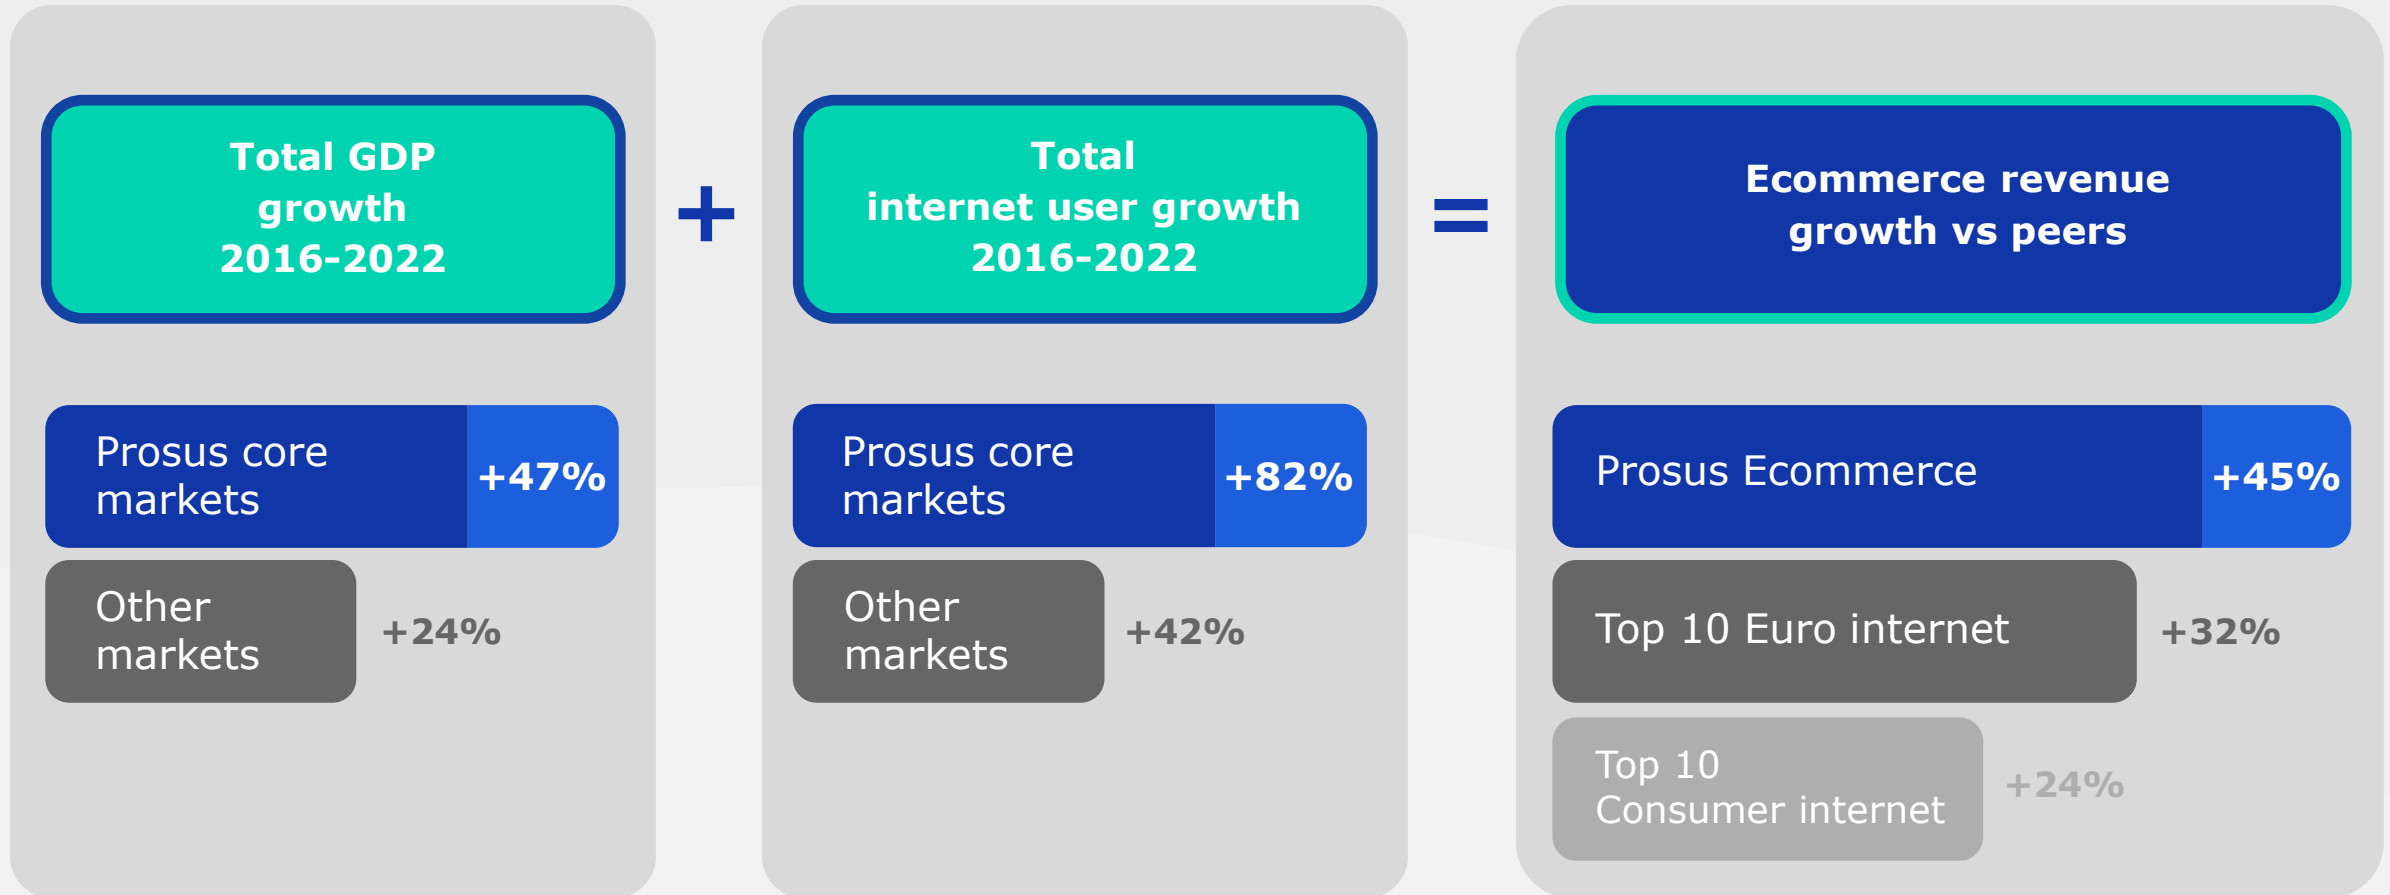 Total GDP
growth
2016–2022
Prosus core
markets
+47%
Other
markets
+24%
+
Total
internet user growth
2016–2022
Prosus core
markets
+82%
Other
markets
+42%
=
Ecommerce revenue
growth vs peers
Prosus Ecommerce
+45%
Top 10 Euro internet
+32%
Top 10
Consumer internet
+24%